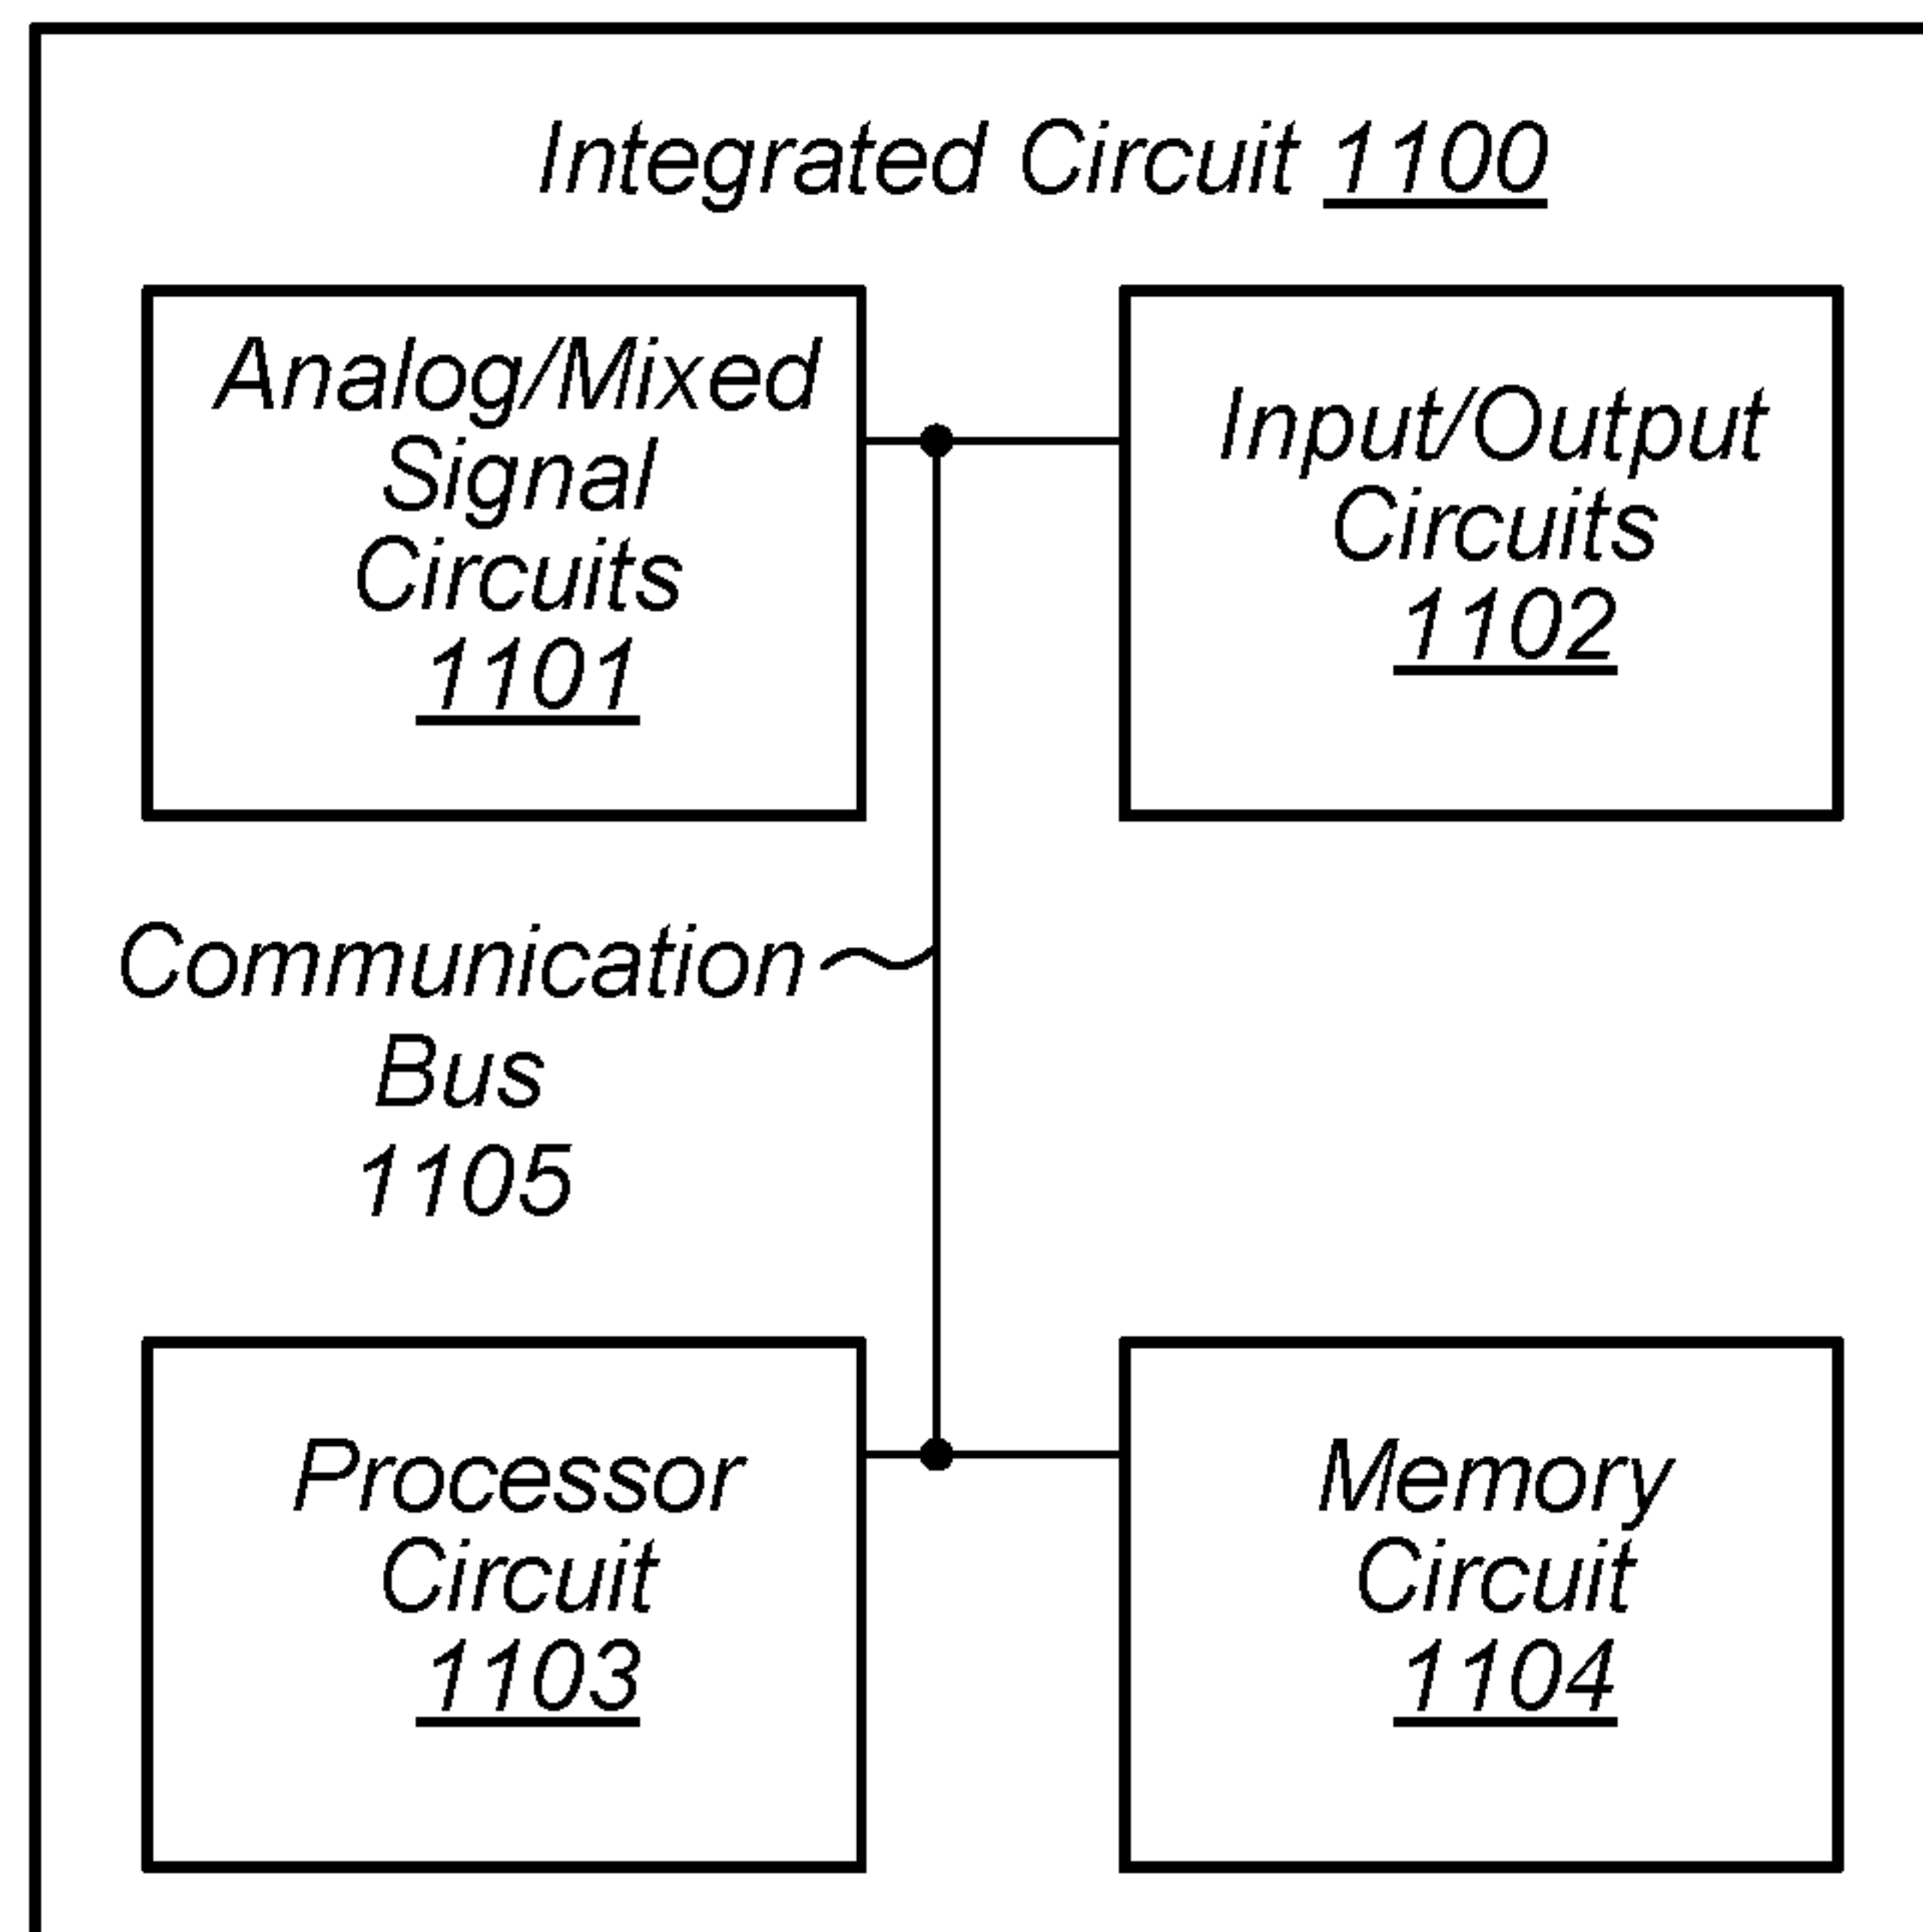 Integrated Circuit 1100
Analog/Mixed
Signal
Circuits
1101
Input/Output
Circuits
1102
Communication
Bus
1105
Processor
Circuit
1103
Memory
Circuit
1104